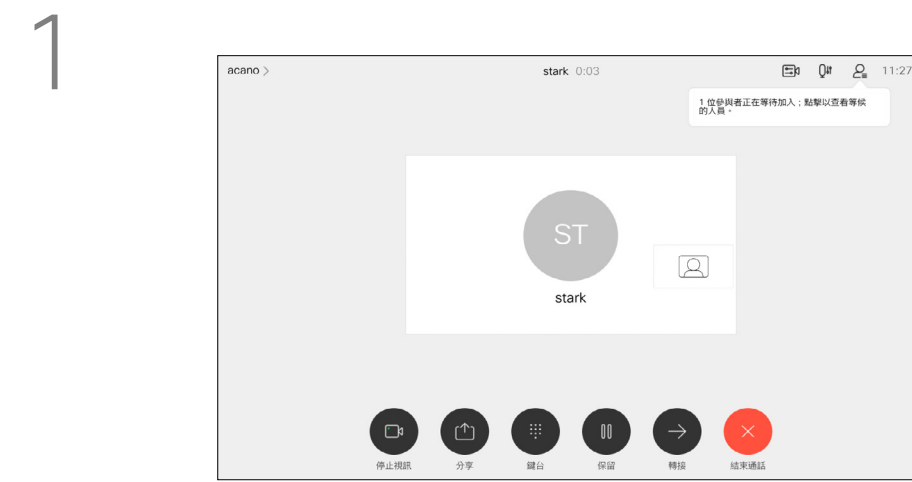 1
acano >
stark 0:03
11:27
1 位參與者正在等待加入；點擊以查看等候
的人員。
ST
stark
停止視訊
分享
鍵台
保留
轉接
結束通話